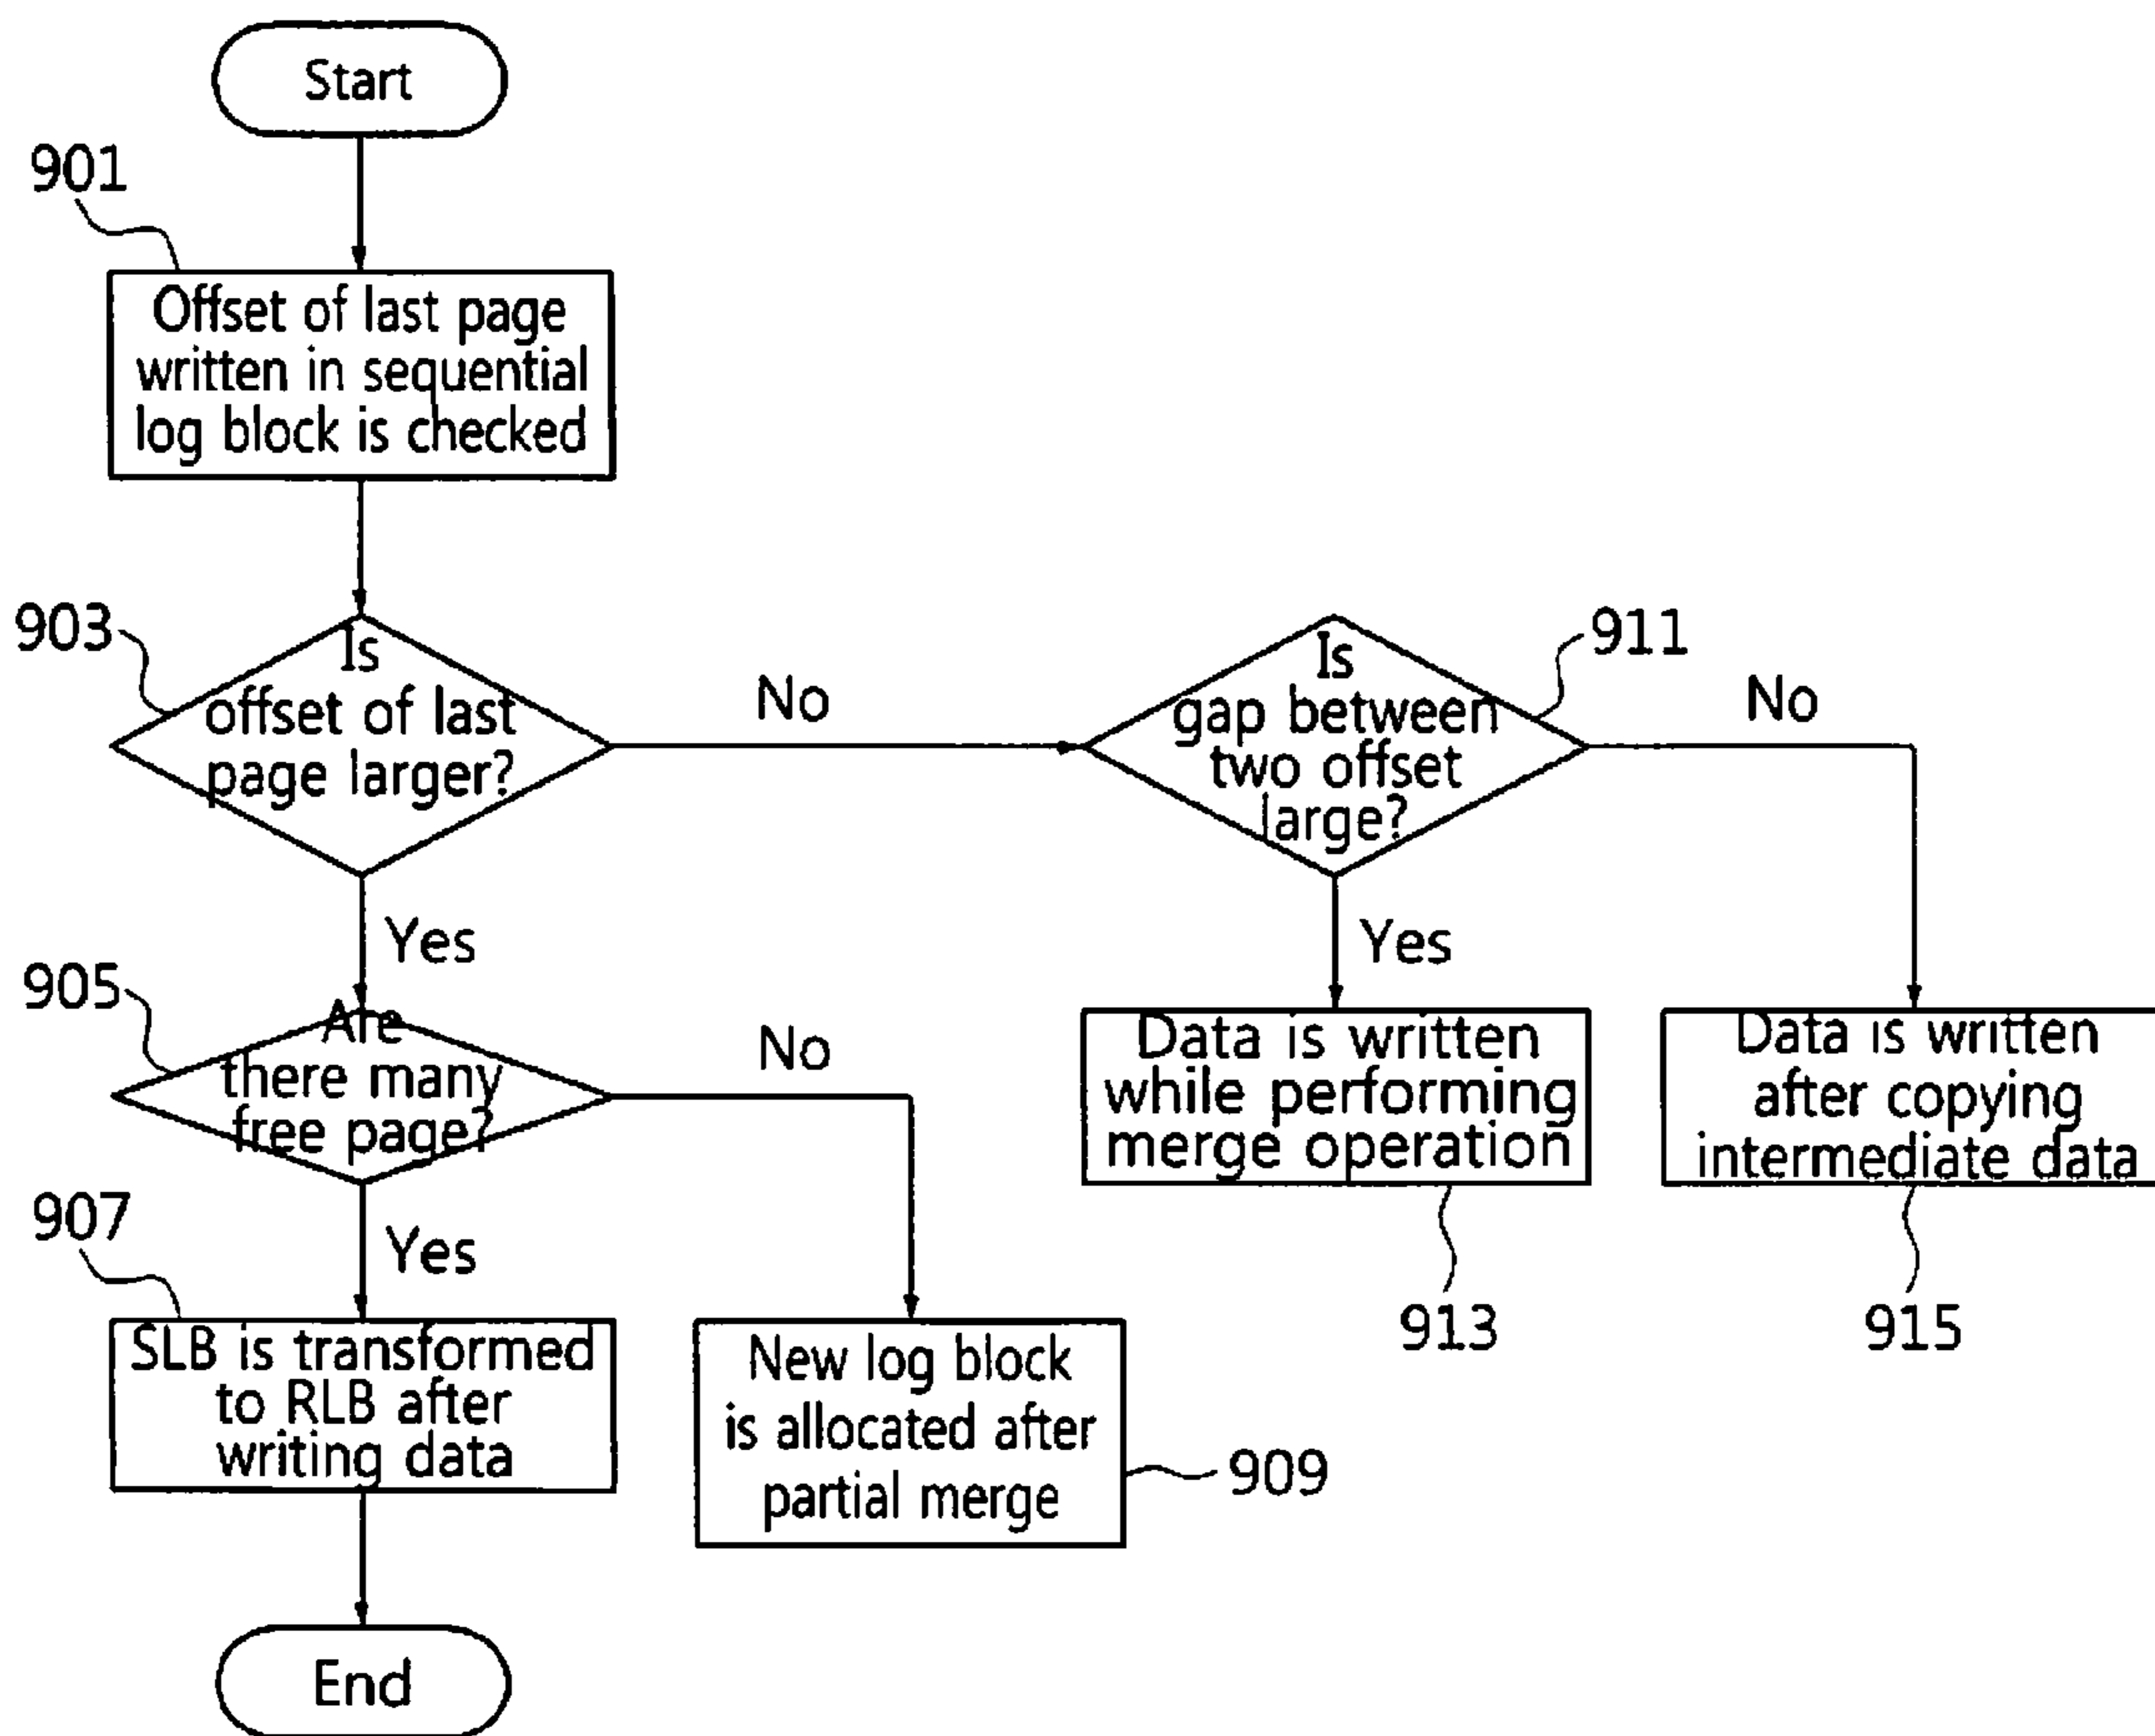 Start
901
Offset of last page
written in sequential
log block is checked
903
Is
offset of last
page larger?
No
911
Is
gap between
two offset
large?
No
Yes
Yes
905
Are
there many
free page?
No
Data is written
while performing
merge operation
Data is written
after copying
intermediate data
907
Yes
913
915
SLB is transformed
to RLB after
writing data
New log block
is allocated after
partial merge
909
End